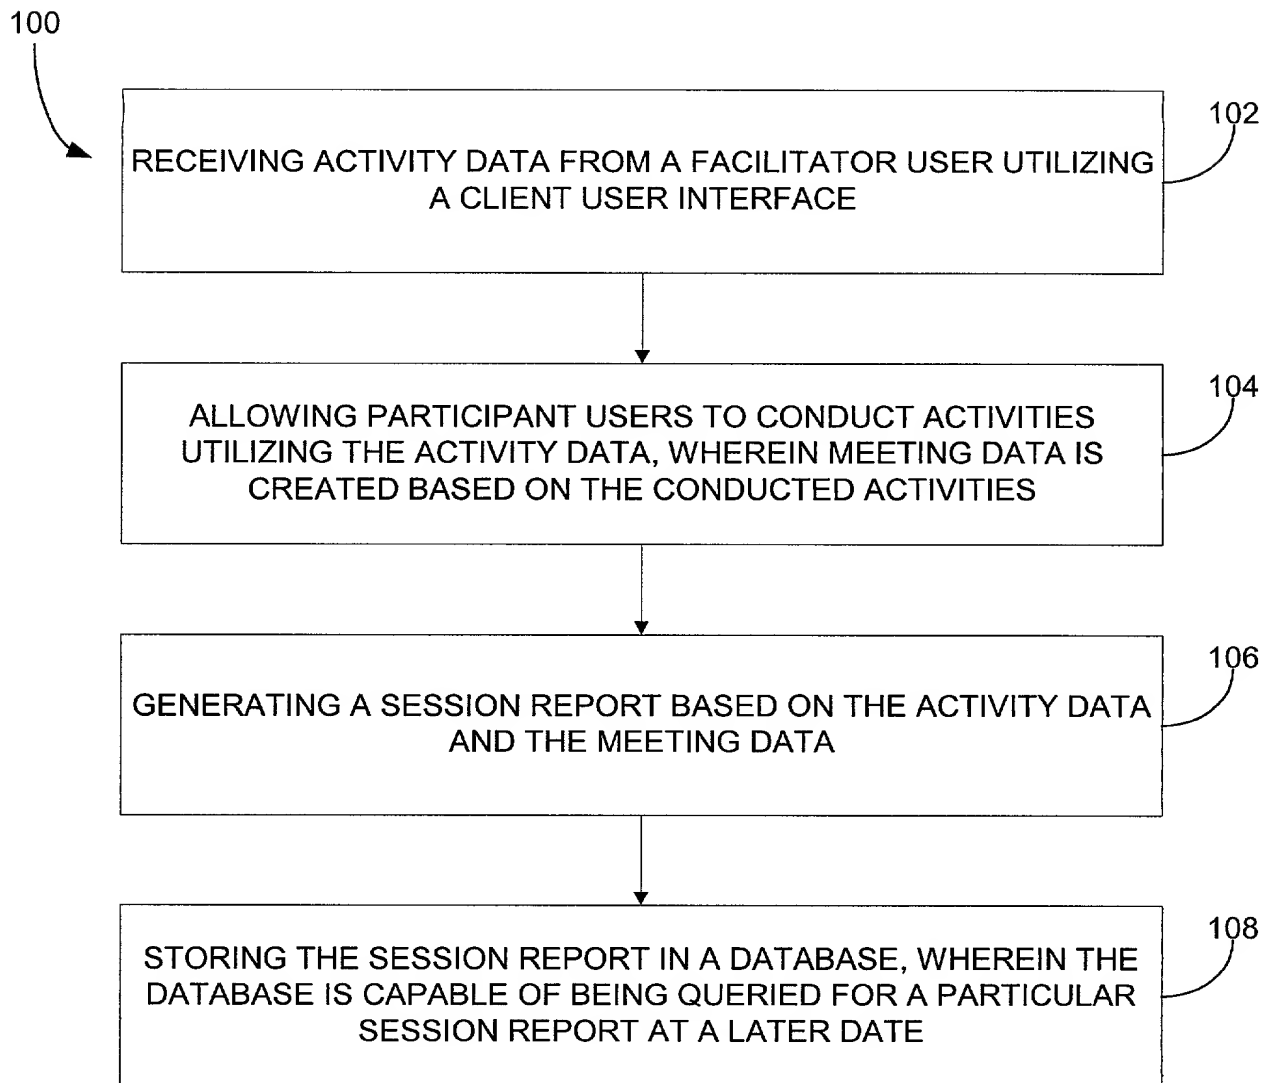 100
102
RECEIVING ACTIVITY DATA FROM A FACILITATOR USER UTILIZING
A CLIENT USER INTERFACE
104
ALLOWING PARTICIPANT USERS TO CONDUCT ACTIVITIES
UTILIZING THE ACTIVITY DATA, WHEREIN MEETING DATA IS
CREATED BASED ON THE CONDUCTED ACTIVITIES
106
GENERATING A SESSION REPORT BASED ON THE ACTIVITY DATA
AND THE MEETING DATA
108
STORING THE SESSION REPORT IN A DATABASE, WHEREIN THE
DATABASE IS CAPABLE OF BEING QUERIED FOR A PARTICULAR
SESSION REPORT AT A LATER DATE